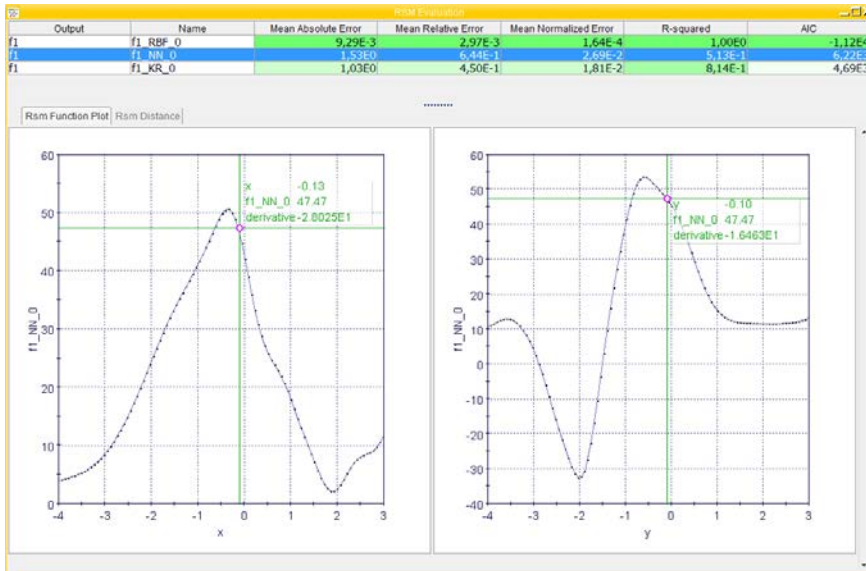 RSM Evaluation
Output Name Mean Absolute Error Mean Relative Error Mean Normalized Error R-squared AIC
f1 f1_RBF_0 9,29E-3 2,97E-3 1,64E-4 1,00E0 -1,12E4
f1 f1_NN_0 1,53E0 6,44E-1 2,69E-2 5,13E-1 6,22E3
f1 f1_KR_0 1,03E0 4,50E-1 1,81E-2 8,14E-1 4,69E3
Rsm Function Plot Rsm Distance
60
50
40
30
20
10
0
f1_NN_0
x -0.13
f1_NN_0 47.47
derivative-2.8025E1
-4 -3 -2 -1 0 1 2 3
x
60
50
40
30
20
10
0
-10
-20
-30
-40
f1_NN_0
y -0.10
f1_NN_0 47.47
derivative-1.6463E1
-4 -3 -2 -1 0 1 2 3
y